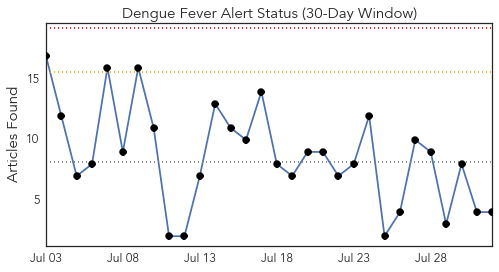 Dengue Fever Alert Status (30-Day Window)
Articles Found
15
10
5
Jul 03 Jul 08 Jul 13 Jul 18 Jul 23 Jul 28